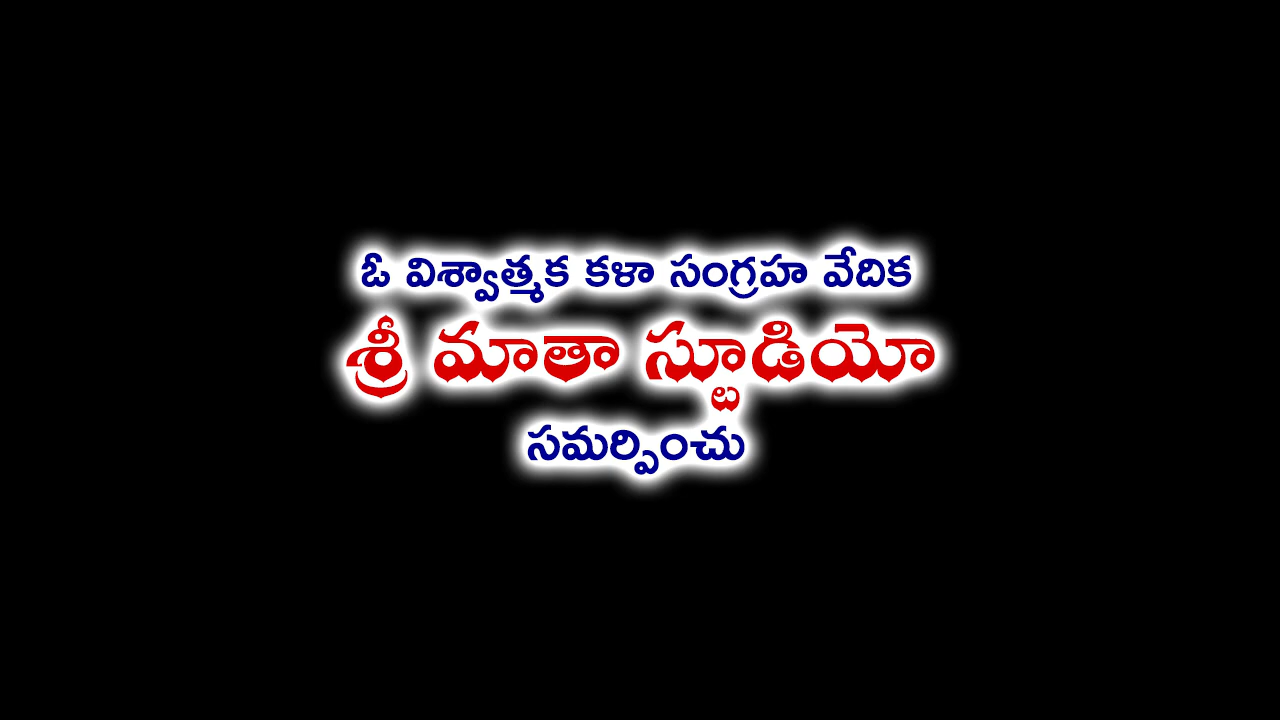 ఓ విశ్వాత్మక కళా సంగ్రహ వేదిక
శ్రీ మాతా స్టూడియో
సమర్పించు